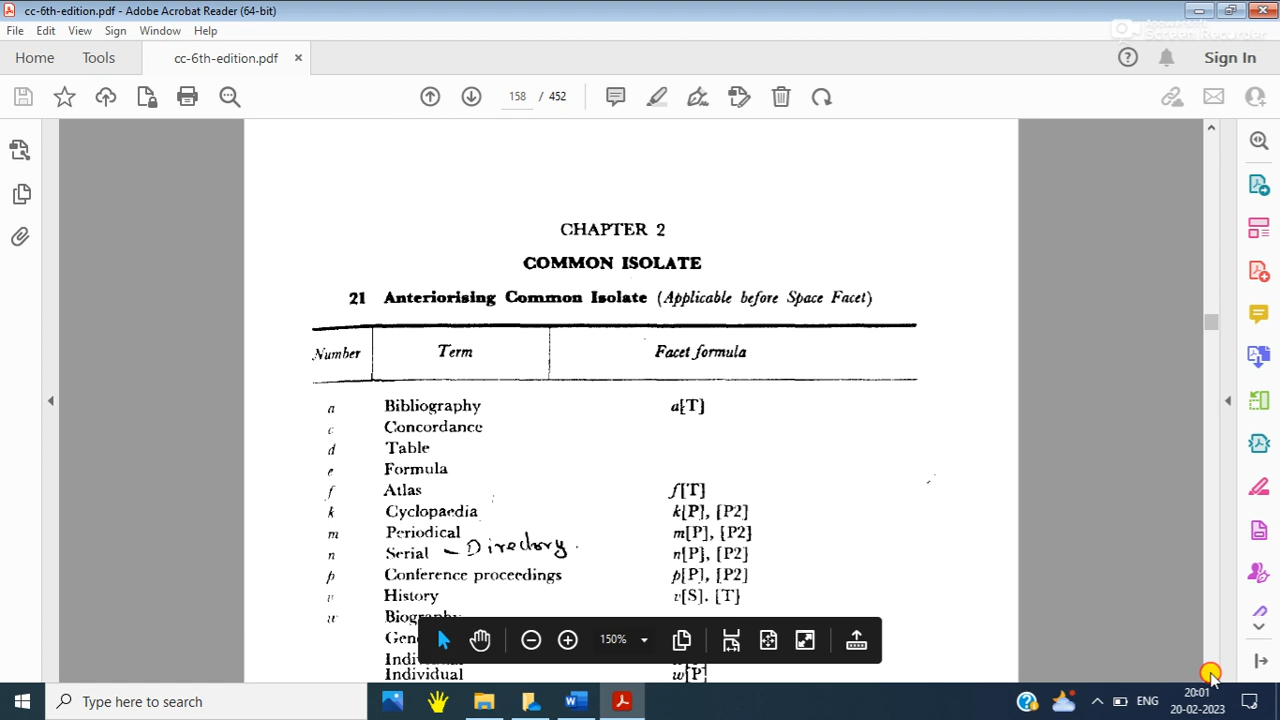 cc-6th-edition.pdf - Adobe Acrobat Reader (64-bit)
File Edit View Sign Window Help
Screen Recorder
Home Tools cc-6th-edition.pdf × Sign In
158 / 452
CHAPTER 2
COMMON ISOLATE
21 Anteriorising Common Isolate (Applicable before Space Facet)
Number Term Facet formula
a Bibliography a[T]
c Concordance
d Table
e Formula
f Atlas f[T]
k Cyclopaedia k[P], [P2]
m Periodical m[P], [P2]
n Serial – Directory. n[P], [P2]
p Conference proceedings p[P], [P2]
v History v[S]. [T]
w Biography
150%
Individual w[P]
Type here to search
ENG
20:01
20-02-2023